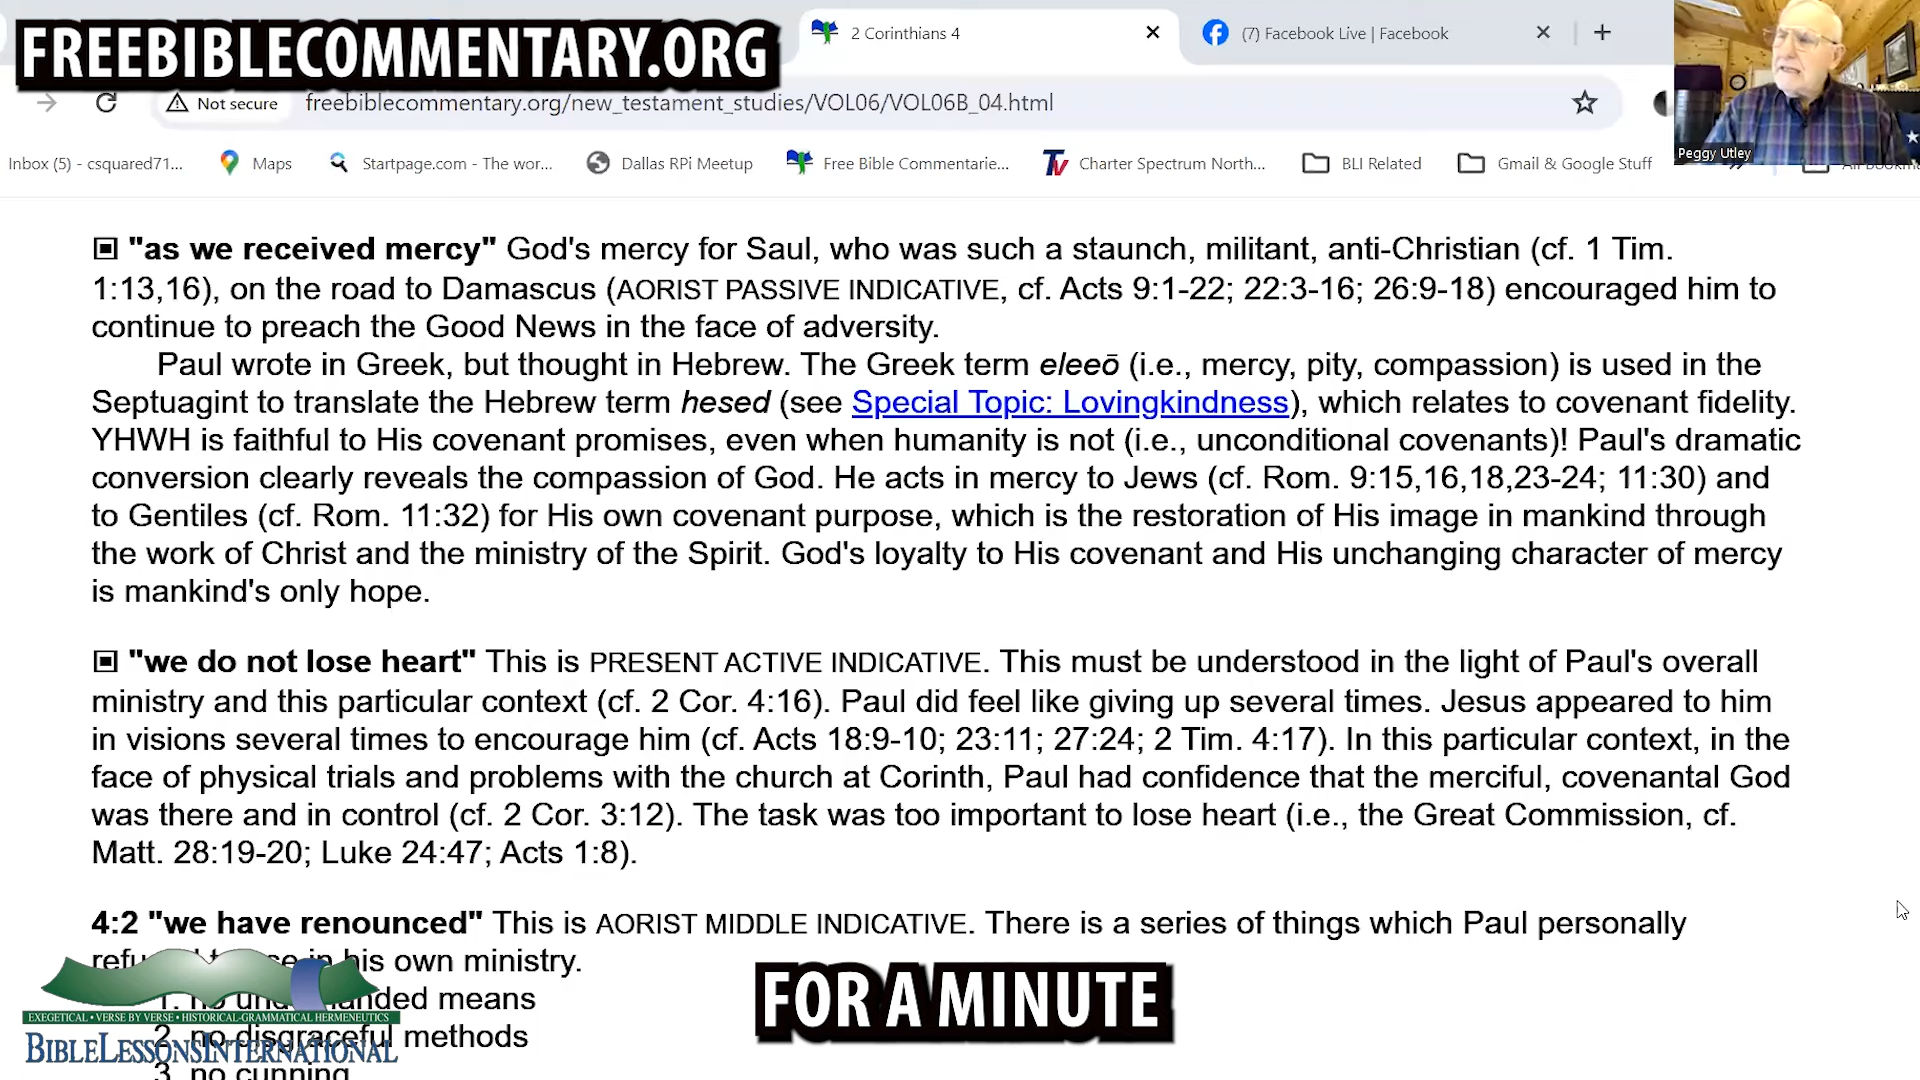 FREEBIBLECOMMENTARY.ORG
2 Corinthians 4
(7) Facebook Live | Facebook
Not secure
freebiblecommentary.org/new_testament_studies/VOL06/VOL06B_04.html
Peggy Utley
Inbox (5) - csquared71...
Maps
Startpage.com - The wor...
Dallas RPi Meetup
Free Bible Commentarie...
Charter Spectrum North...
BLI Related
Gmail & Google Stuff
All Bookm
"as we received mercy" God's mercy for Saul, who was such a staunch, militant, anti-Christian (cf. 1 Tim.
1:13,16), on the road to Damascus (AORIST PASSIVE INDICATIVE, cf. Acts 9:1-22; 22:3-16; 26:9-18) encouraged him to
continue to preach the Good News in the face of adversity.
Paul wrote in Greek, but thought in Hebrew. The Greek term eleeō (i.e., mercy, pity, compassion) is used in the
Septuagint to translate the Hebrew term hesed (see Special Topic: Lovingkindness), which relates to covenant fidelity.
YHWH is faithful to His covenant promises, even when humanity is not (i.e., unconditional covenants)! Paul's dramatic
conversion clearly reveals the compassion of God. He acts in mercy to Jews (cf. Rom. 9:15,16,18,23-24; 11:30) and
to Gentiles (cf. Rom. 11:32) for His own covenant purpose, which is the restoration of His image in mankind through
the work of Christ and the ministry of the Spirit. God's loyalty to His covenant and His unchanging character of mercy
is mankind's only hope.
"we do not lose heart" This is PRESENT ACTIVE INDICATIVE. This must be understood in the light of Paul's overall
ministry and this particular context (cf. 2 Cor. 4:16). Paul did feel like giving up several times. Jesus appeared to him
in visions several times to encourage him (cf. Acts 18:9-10; 23:11; 27:24; 2 Tim. 4:17). In this particular context, in the
face of physical trials and problems with the church at Corinth, Paul had confidence that the merciful, covenantal God
was there and in control (cf. 2 Cor. 3:12). The task was too important to lose heart (i.e., the Great Commission, cf.
Matt. 28:19-20; Luke 24:47; Acts 1:8).
4:2 "we have renounced" This is AORIST MIDDLE INDICATIVE. There is a series of things which Paul personally
in his own ministry.
1. no means
2. no disgraceful methods
3. no cunning
EXEGETICAL • VERSE BY VERSE • HISTORICAL-GRAMMATICAL HERMENEUTICS
BIBLELESSONSINTERNATIONAL
FOR A MINUTE